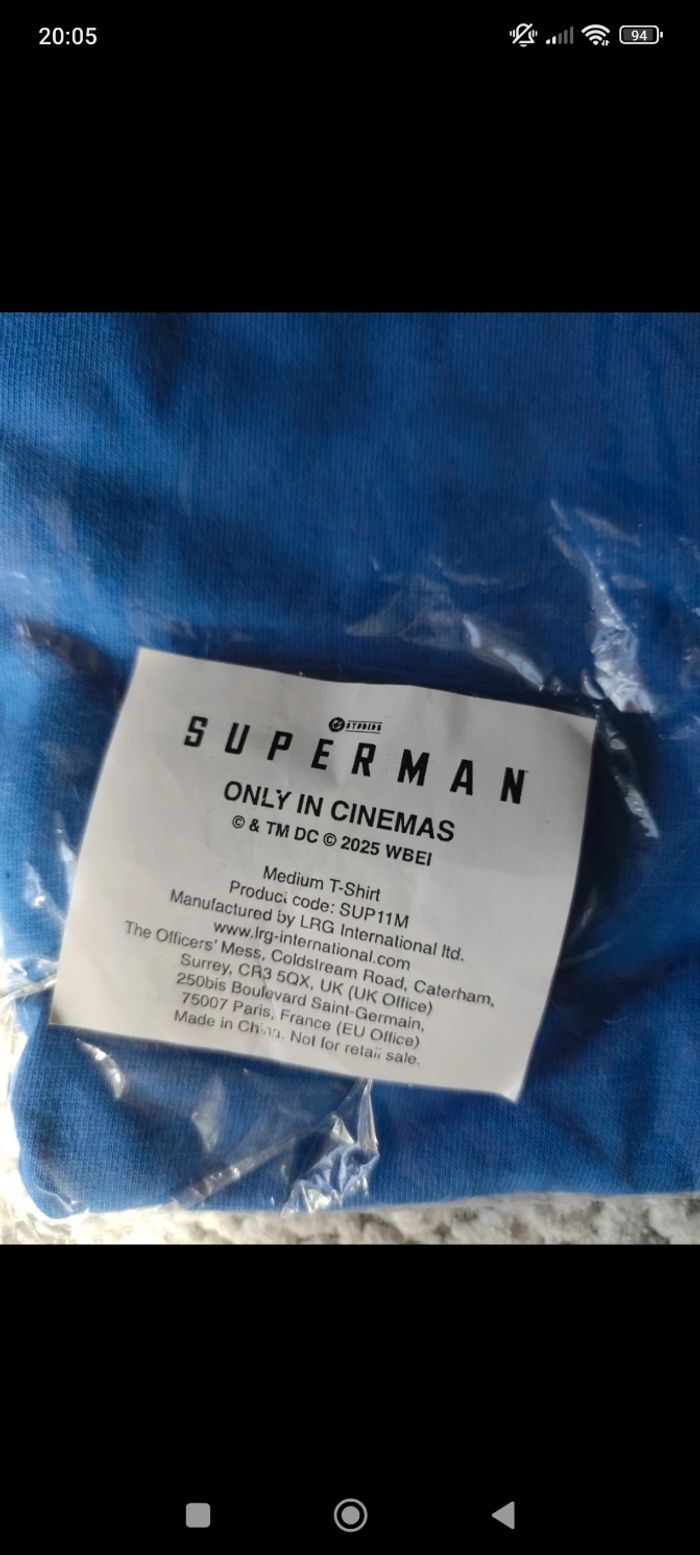 20:05
94
STUDIOS
SUPERMAN
ONLY IN CINEMAS
© & TM DC © 2025 WBEI
Medium T-Shirt
Product code: SUP11M
Manufactured by LRG International ltd.
www.lrg-international.com
The Officers' Mess, Coldstream Road, Caterham,
Surrey, CR3 5QX, UK (UK Office)
250bis Boulevard Saint-Germain,
75007 Paris, France (EU Office)
Made in China. Not for retail sale.